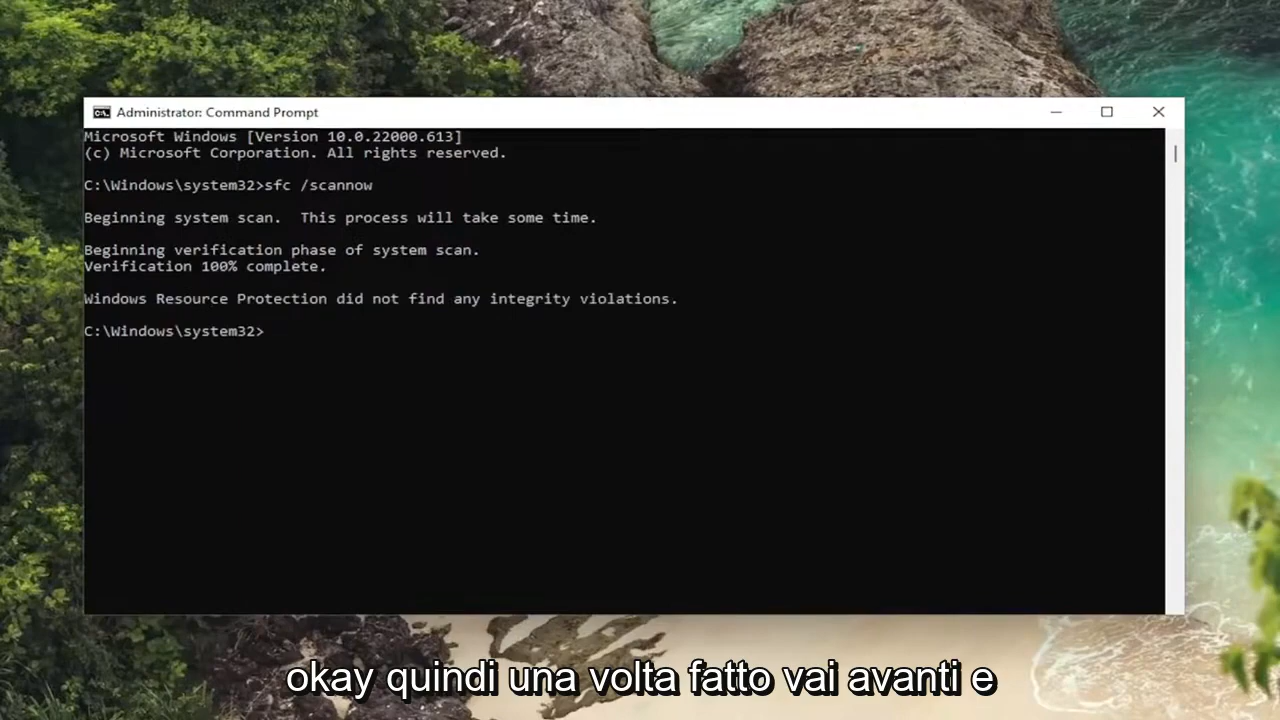 Administrator: Command Prompt
Microsoft Windows [Version 10.0.22000.613]
(c) Microsoft Corporation. All rights reserved.
C:\Windows\system32>sfc /scannow
Beginning system scan.  This process will take some time.
Beginning verification phase of system scan.
Verification 100% complete.
Windows Resource Protection did not find any integrity violations.
C:\Windows\system32>
okay quindi una volta fatto vai avanti e